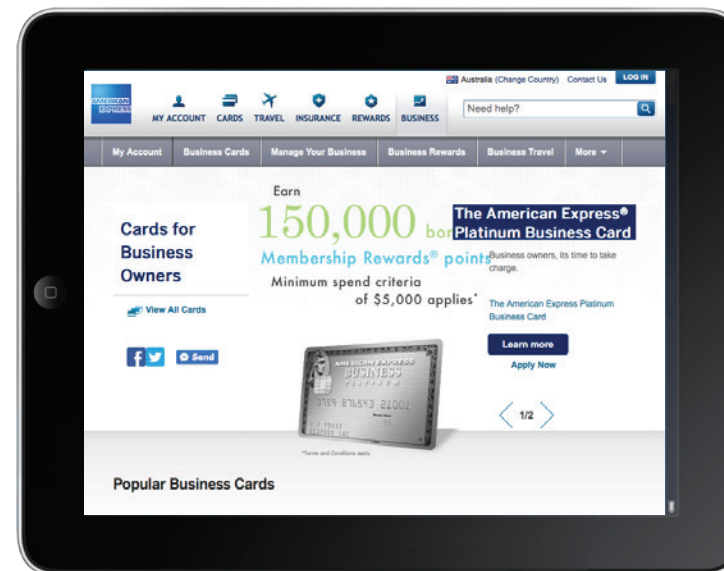 Australia (Change Country) Contact Us LOG IN
AMERICAN
EXPRESS
MY ACCOUNT CARDS TRAVEL INSURANCE REWARDS BUSINESS
Need help?
My Account Business Cards Manage Your Business Business Rewards Business Travel More
Cards for
Business
Owners
View All Cards
Send
Earn
150,000
Membership Rewards® points
Minimum spend criteria
of $5,000 applies*
AMERICAN EXPRESS
BUSINESS
PLATINUM
3759 876543 21001
*Terms and Conditions apply
The American Express®
Platinum Business Card
Business owners, its time to take
charge.
The American Express Platinum
Business Card
Learn more
Apply Now
1/2
Popular Business Cards